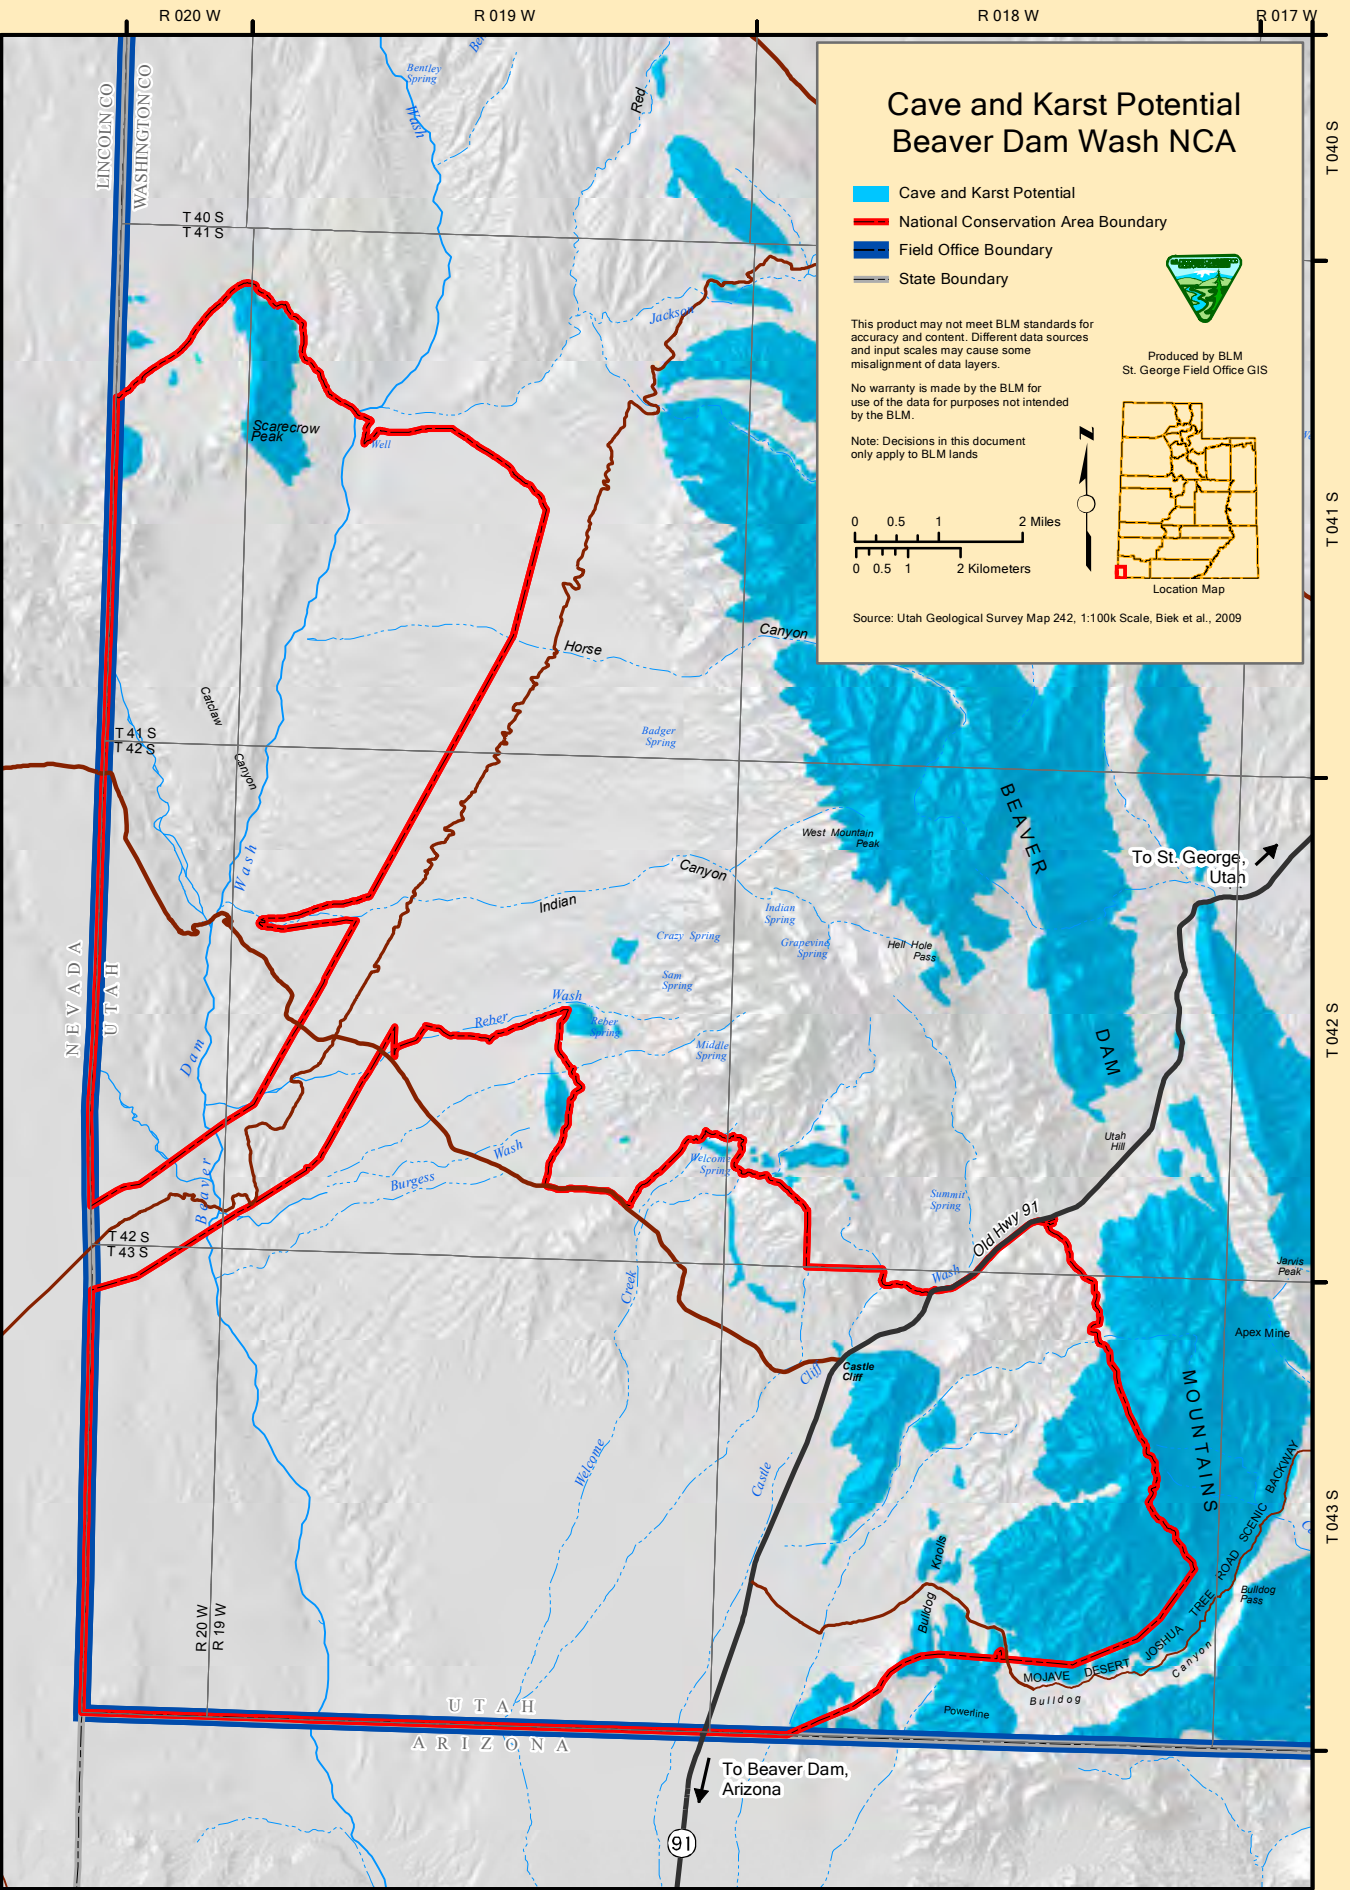 R 020 W
R 019 W
R 018 W
R 017 W
T 040 S
T 041 S
T 042 S
T 043 S
Cave and Karst Potential
Beaver Dam Wash NCA
Cave and Karst Potential
National Conservation Area Boundary
Field Office Boundary
State Boundary
This product may not meet BLM standards for
accuracy and content. Different data sources
and input scales may cause some
misalignment of data layers.
No warranty is made by the BLM for
use of the data for purposes not intended
by the BLM.
Note: Decisions in this document
only apply to BLM lands
Produced by BLM
St. George Field Office GIS
N
0 0.5 1 2 Miles
0 0.5 1 2 Kilometers
Location Map
Source: Utah Geological Survey Map 242, 1:100k Scale, Biek et al., 2009
LINCOLN CO
WASHINGTON CO
Bentley
Spring
Wash
Red
T 40 S
T 41 S
Jackson
Scarecrow
Peak
Well
Horse
Canyon
Catclaw
Canyon
Badger
Spring
T 41 S
T 42 S
BEAVER
DAM
MOUNTAINS
West Mountain
Peak
To St. George,
Utah
Wash
Canyon
Indian
Indian
Spring
Crazy Spring
Grapevine
Spring
Hell Hole
Pass
Sam
Spring
NEVADA
UTAH
Wash
Reher
Reber
Spring
Middle
Spring
Dam
Utah
Hill
Wash
Burgess
Welcome
Spring
Beaver
Summit
Spring
Old Hwy 91
T 42 S
T 43 S
Creek
Wash
Jarvis
Peak
Apex Mine
Castle
Cliff
Cliff
Welcome
Castle
Knolls
Bulldog
Bulldog
Pass
MOJAVE DESERT JOSHUA TREE ROAD SCENIC BACKWAY
Canyon
Bulldog
Powerline
R 20 W
R 19 W
UTAH
ARIZONA
To Beaver Dam,
Arizona
91